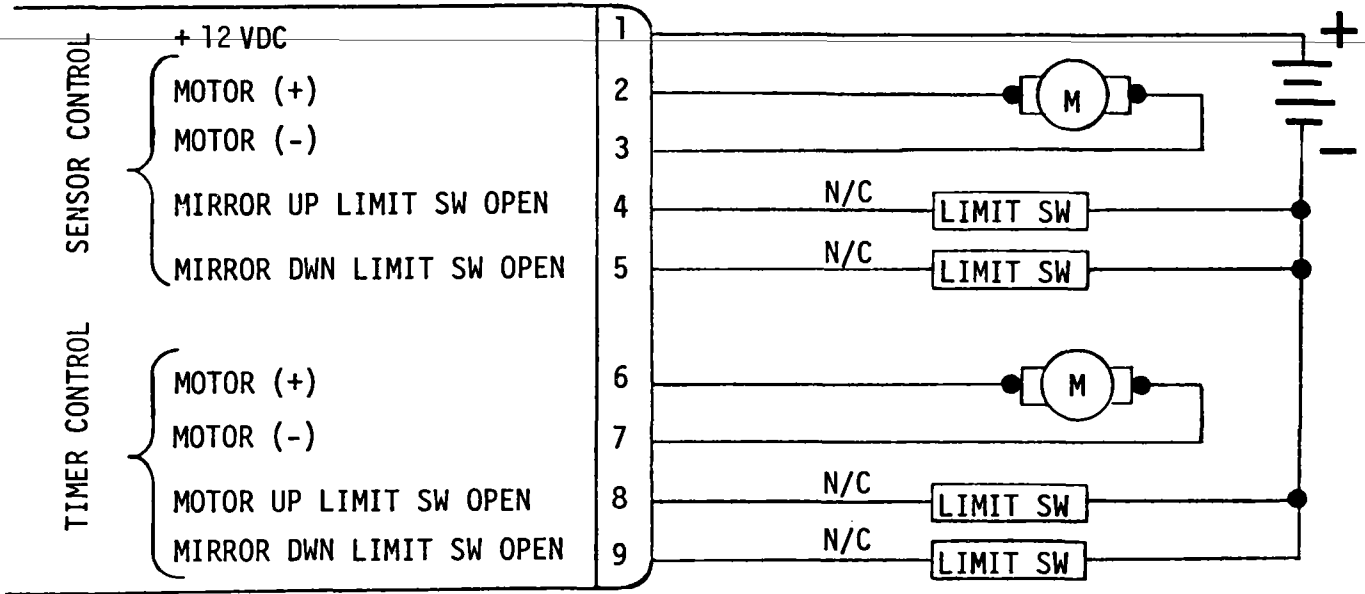 + 12 VDC 1 +
SENSOR CONTROL
MOTOR (+) 2 M
MOTOR (-) 3 —
MIRROR UP LIMIT SW OPEN 4 N/C LIMIT SW
MIRROR DWN LIMIT SW OPEN 5 N/C LIMIT SW
TIMER CONTROL
MOTOR (+) 6 M
MOTOR (-) 7
MOTOR UP LIMIT SW OPEN 8 N/C LIMIT SW
MIRROR DWN LIMIT SW OPEN 9 N/C LIMIT SW